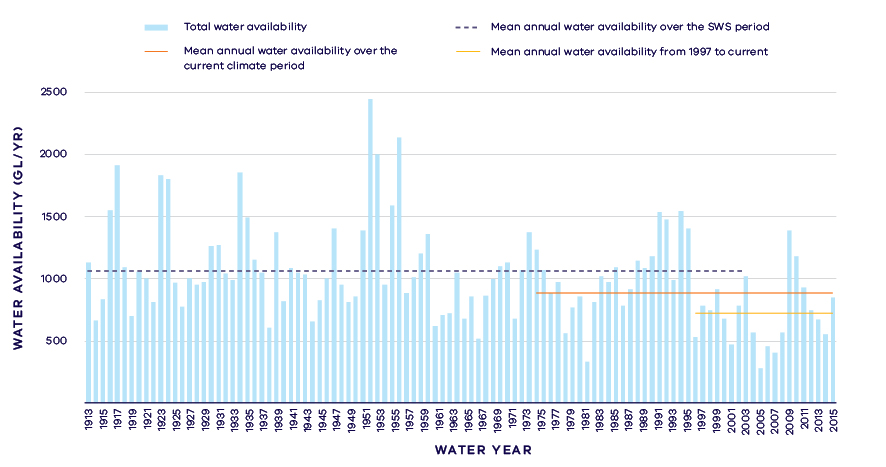 Total water availability
Mean annual water availability over the SWS period
Mean annual water availability over the
current climate period
Mean annual water availability from 1997 to current
WATER AVAILABILITY (GL/YR)
2500
2000
1500
1000
500
1913 1915 1917 1919 1921 1923 1925 1927 1929 1931 1933 1935 1937 1939 1941 1943 1945 1947 1949 1951 1953 1955 1957 1959 1961 1963 1965 1967 1969 1971 1973 1975 1977 1979 1981 1983 1985 1987 1989 1991 1993 1995 1997 1999 2001 2003 2005 2007 2009 2011 2013 2015
WATER YEAR